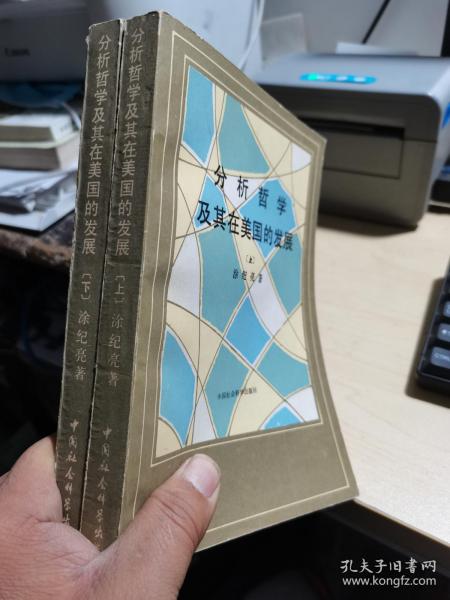 分析哲学及其在美国的发展
〔下〕
涂纪亮著
中国社会科学出
分析哲学及其在美国的发展
〔上〕
涂纪亮著
中国社会科学出
分析哲学
及其在美国的发展
〔上〕
涂纪亮著
中国社会科学出版社
Canon
孔夫子旧书网
www.kongfz.com